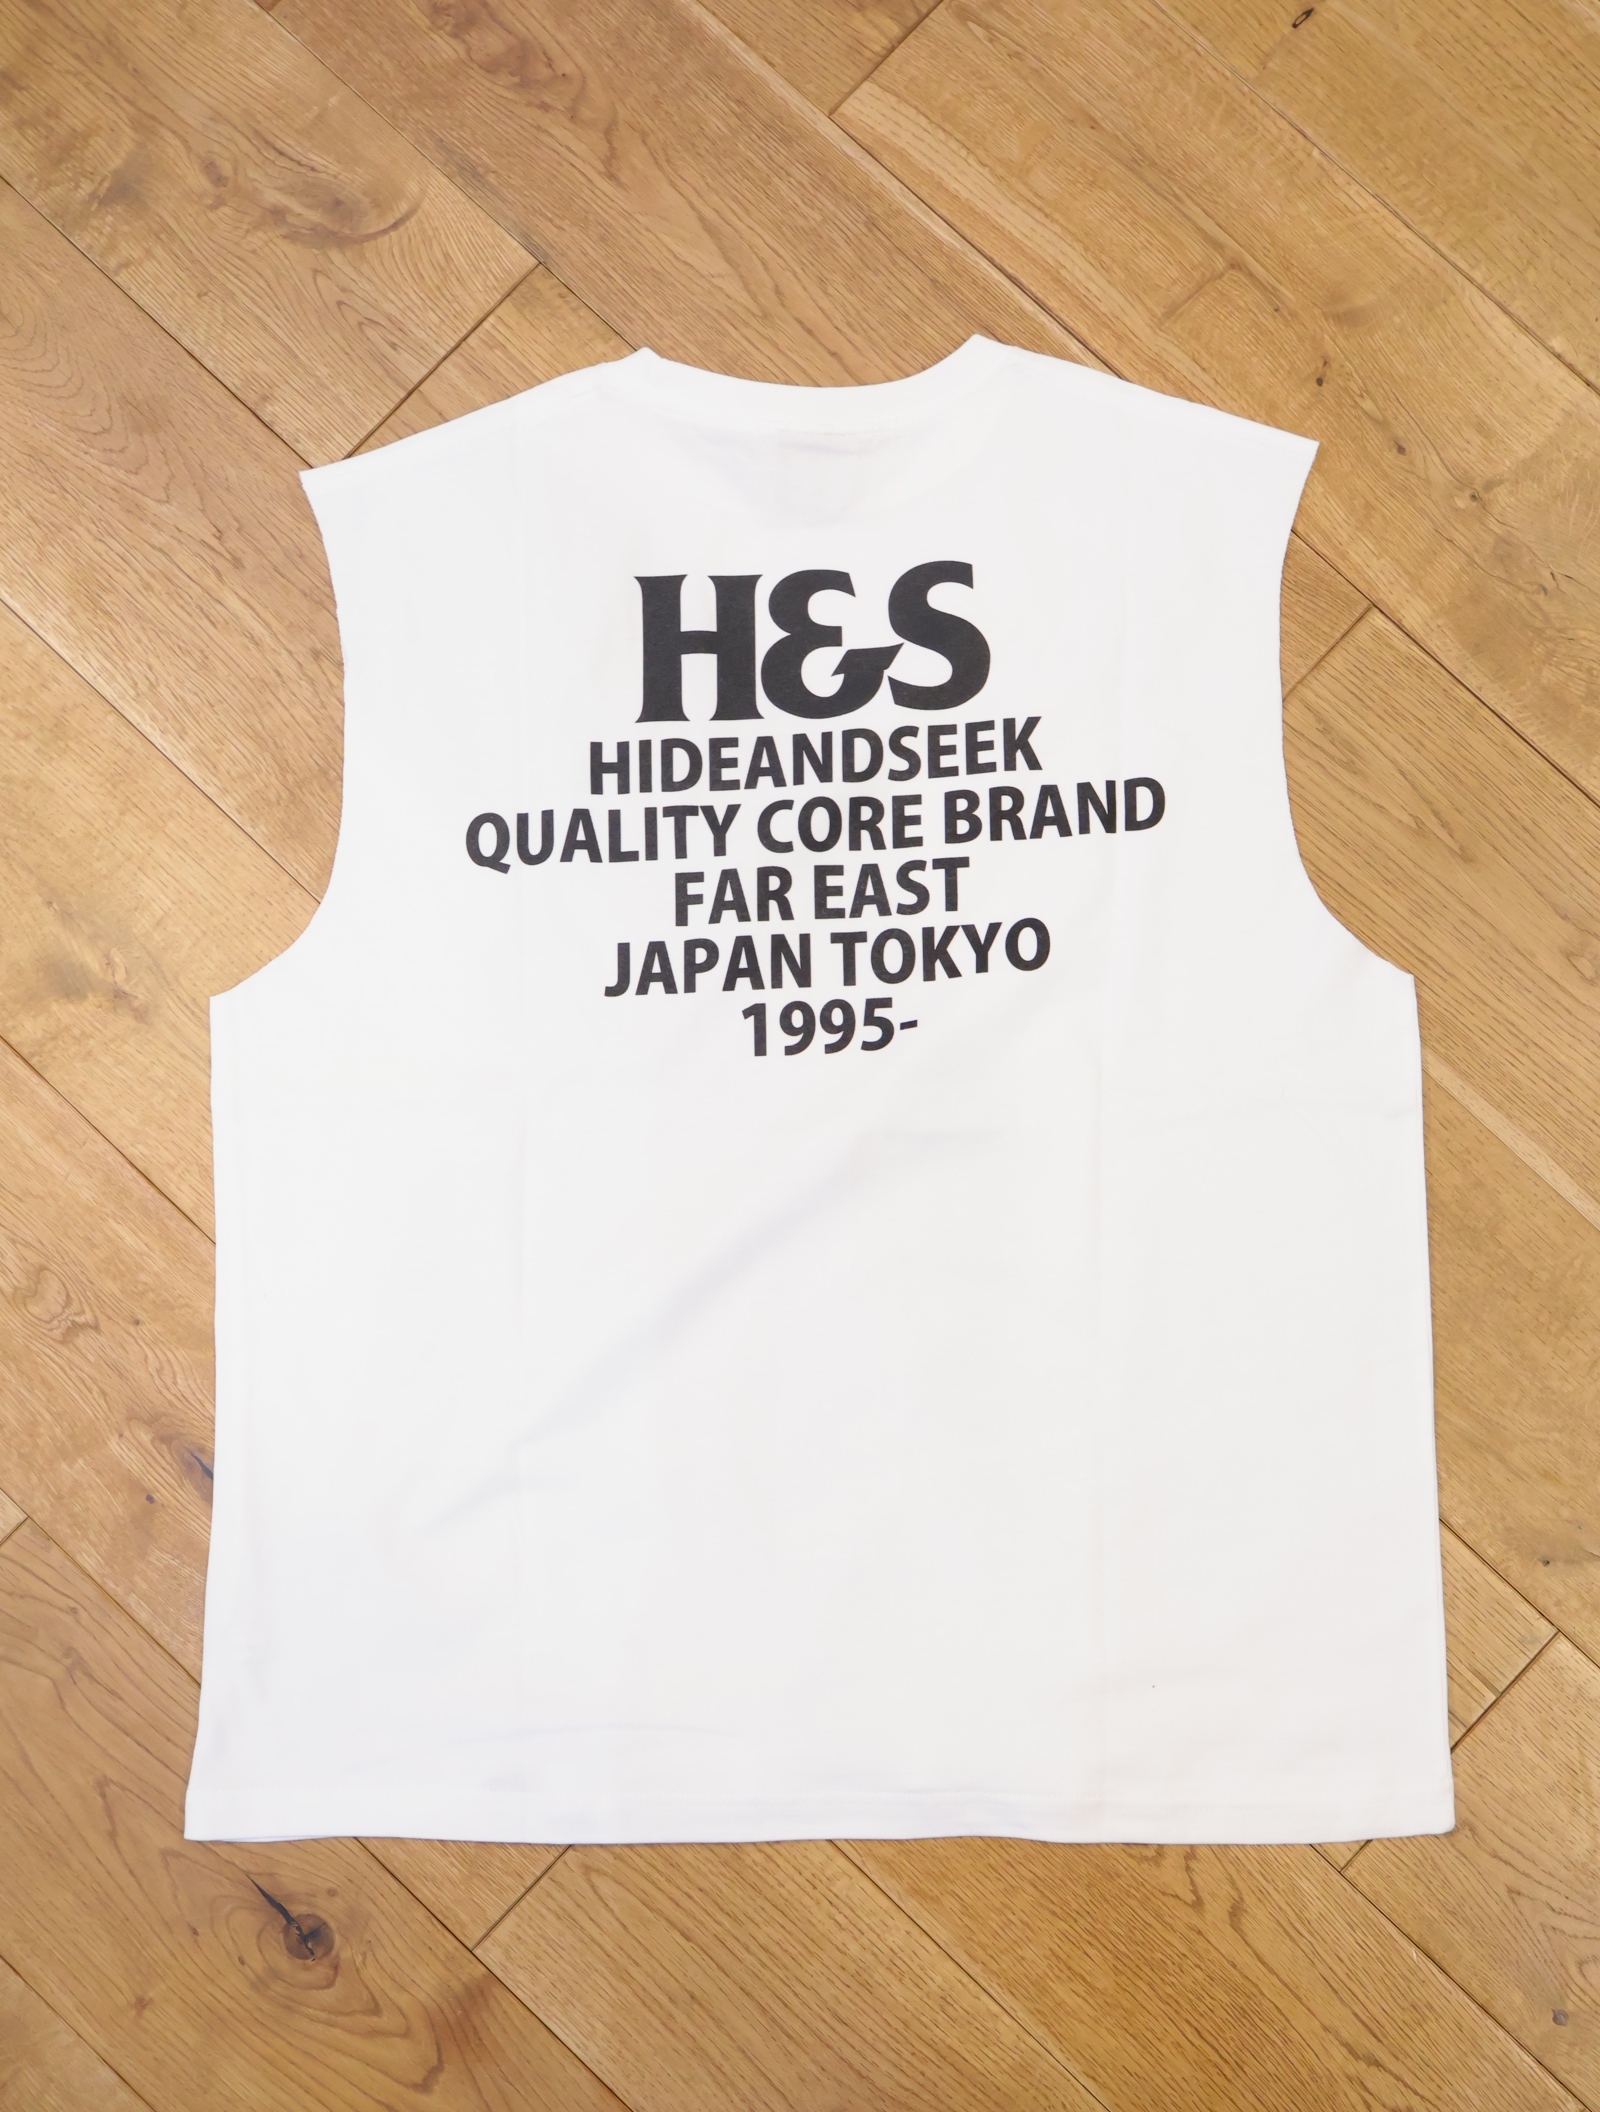 H&S
HIDEANDSEEK
QUALITY CORE BRAND
FAR EAST
JAPAN TOKYO
1995-